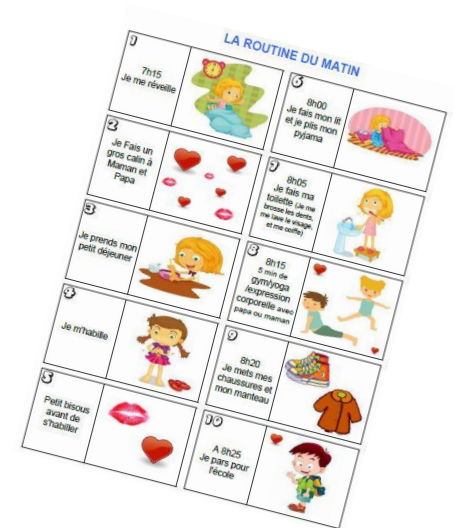 LA ROUTINE DU MATIN
1
7h15
Je me réveille
2
Je Fais un
gros calin à
Maman et
Papa
3
Je prends mon
petit déjeuner
4
Je m'habille
5
Petit bisous
avant de
s'habiller
6
8h00
Je fais mon lit
et je plis mon
pyjama
7
8h05
Je fais ma
toilette (Je me
brosse les dents,
me lave le visage,
et me coiffe)
8
8h15
5 min de
gym/yoga
/expression
corporelle avec
papa ou maman
9
8h20
Je mets mes
chaussures et
mon manteau
10
A 8h25
Je pars pour
l'école